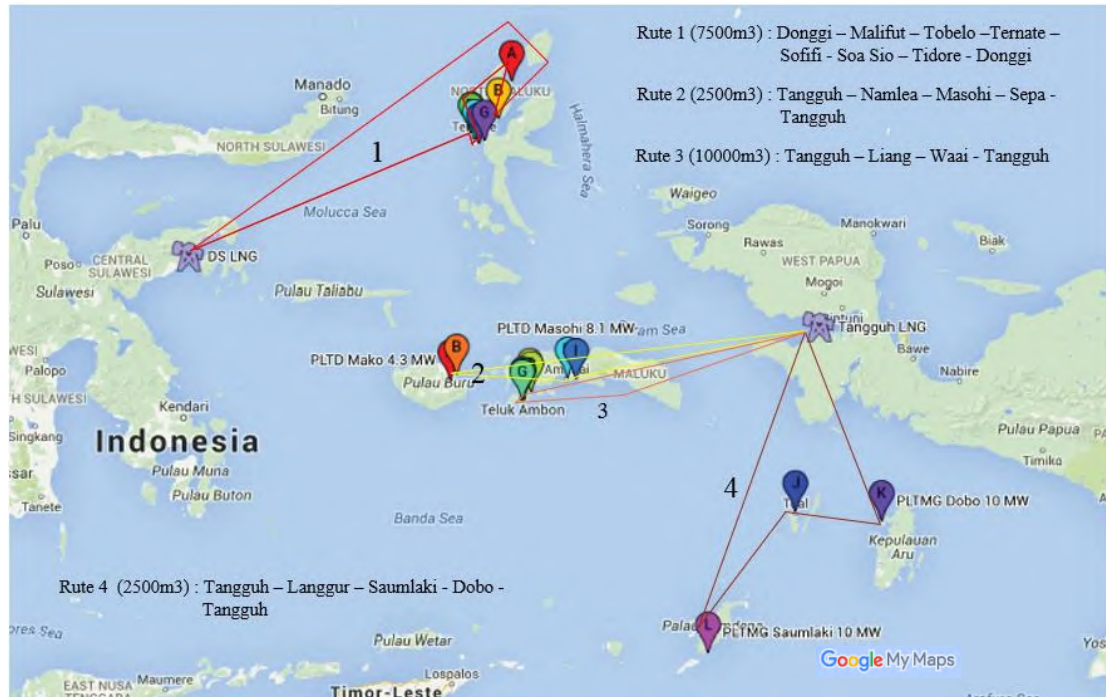 Rute 1 (7500m3) : Donggi – Malifut – Tobelo –Ternate –
Sofifi - Soa Sio – Tidore - Donggi
Rute 2 (2500m3) : Tangguh – Namlea – Masohi – Sepa -
Tangguh
Rute 3 (10000m3) : Tangguh – Liang – Waai - Tangguh
A
Manado
Bitung
B
G
Halmahera Sea
NORTH SULAWESI
1
Waigeo
Molucca Sea
Sorong
Manokwari
Palu
Rawas
Biak
DS LNG
WEST PAPUA
Poso
CENTRAL
SULAWESI
Mogoi
Sulawesi
Pulau Taliabu
Tangguh LNG
PLTD Masohi 8.1 MW
B
I
Bawe
PLTD Mako 4.3 MW
2
G
MALUKU
Palopo
Pulau Buru
Nabire
Teluk Ambon
3
Kendari
Pulau Papua
Singkang
Indonesia
Timika
Pulau Muna
4
J
K
PLTMG Dobo 10 MW
Pulau Buton
Tanete
Banda Sea
Kepulauan
Aru
Rute 4 (2500m3) : Tangguh – Langgur – Saumlaki - Dobo -
Tangguh
L
PLTMG Saumlaki 10 MW
Pulau Wetar
Google My Maps
EAST NUSA
Maumere
Lospalos
Timor-Leste